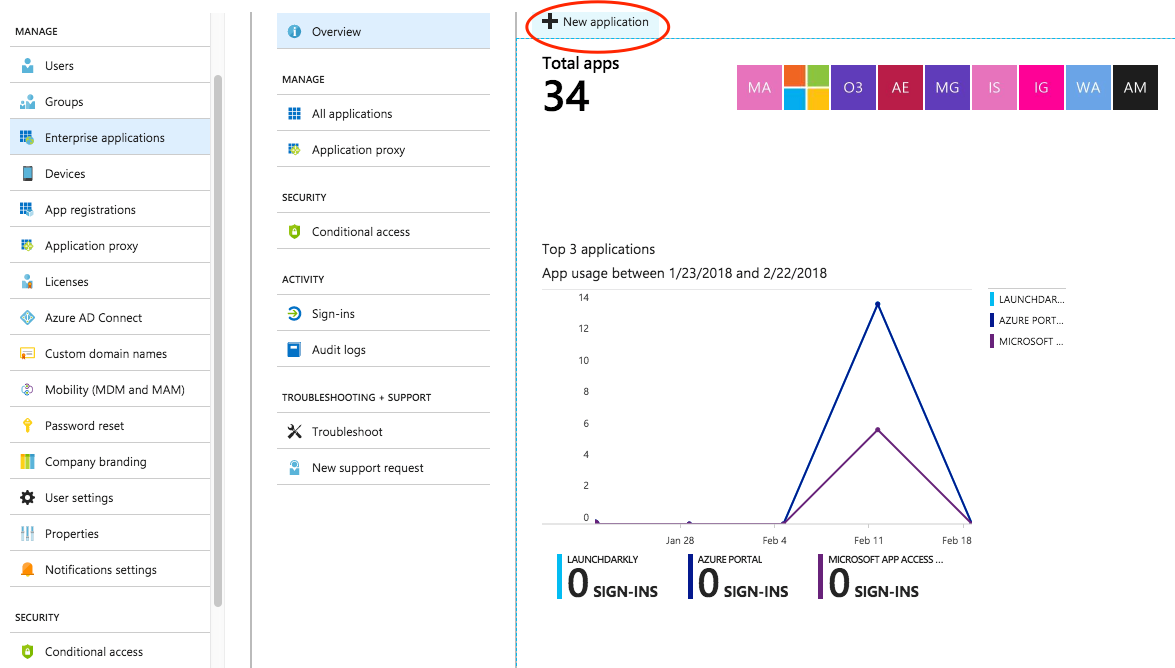 MANAGE
Users
Groups
Enterprise applications
Devices
App registrations
Application proxy
Licenses
Azure AD Connect
Custom domain names
Mobility (MDM and MAM)
Password reset
Company branding
User settings
Properties
Notifications settings
SECURITY
Conditional access
Overview
MANAGE
All applications
Application proxy
SECURITY
Conditional access
ACTIVITY
Sign-ins
Audit logs
TROUBLESHOOTING + SUPPORT
Troubleshoot
New support request
New application
Total apps
34
MA O3 AE MG IS IG WA AM
Top 3 applications
App usage between 1/23/2018 and 2/22/2018
14
12
10
8
6
4
2
0
Jan 28 Feb 4 Feb 11 Feb 18
LAUNCHDAR...
AZURE PORT...
MICROSOFT ...
LAUNCHDARKLY
0 SIGN-INS
AZURE PORTAL
0 SIGN-INS
MICROSOFT APP ACCESS ...
0 SIGN-INS